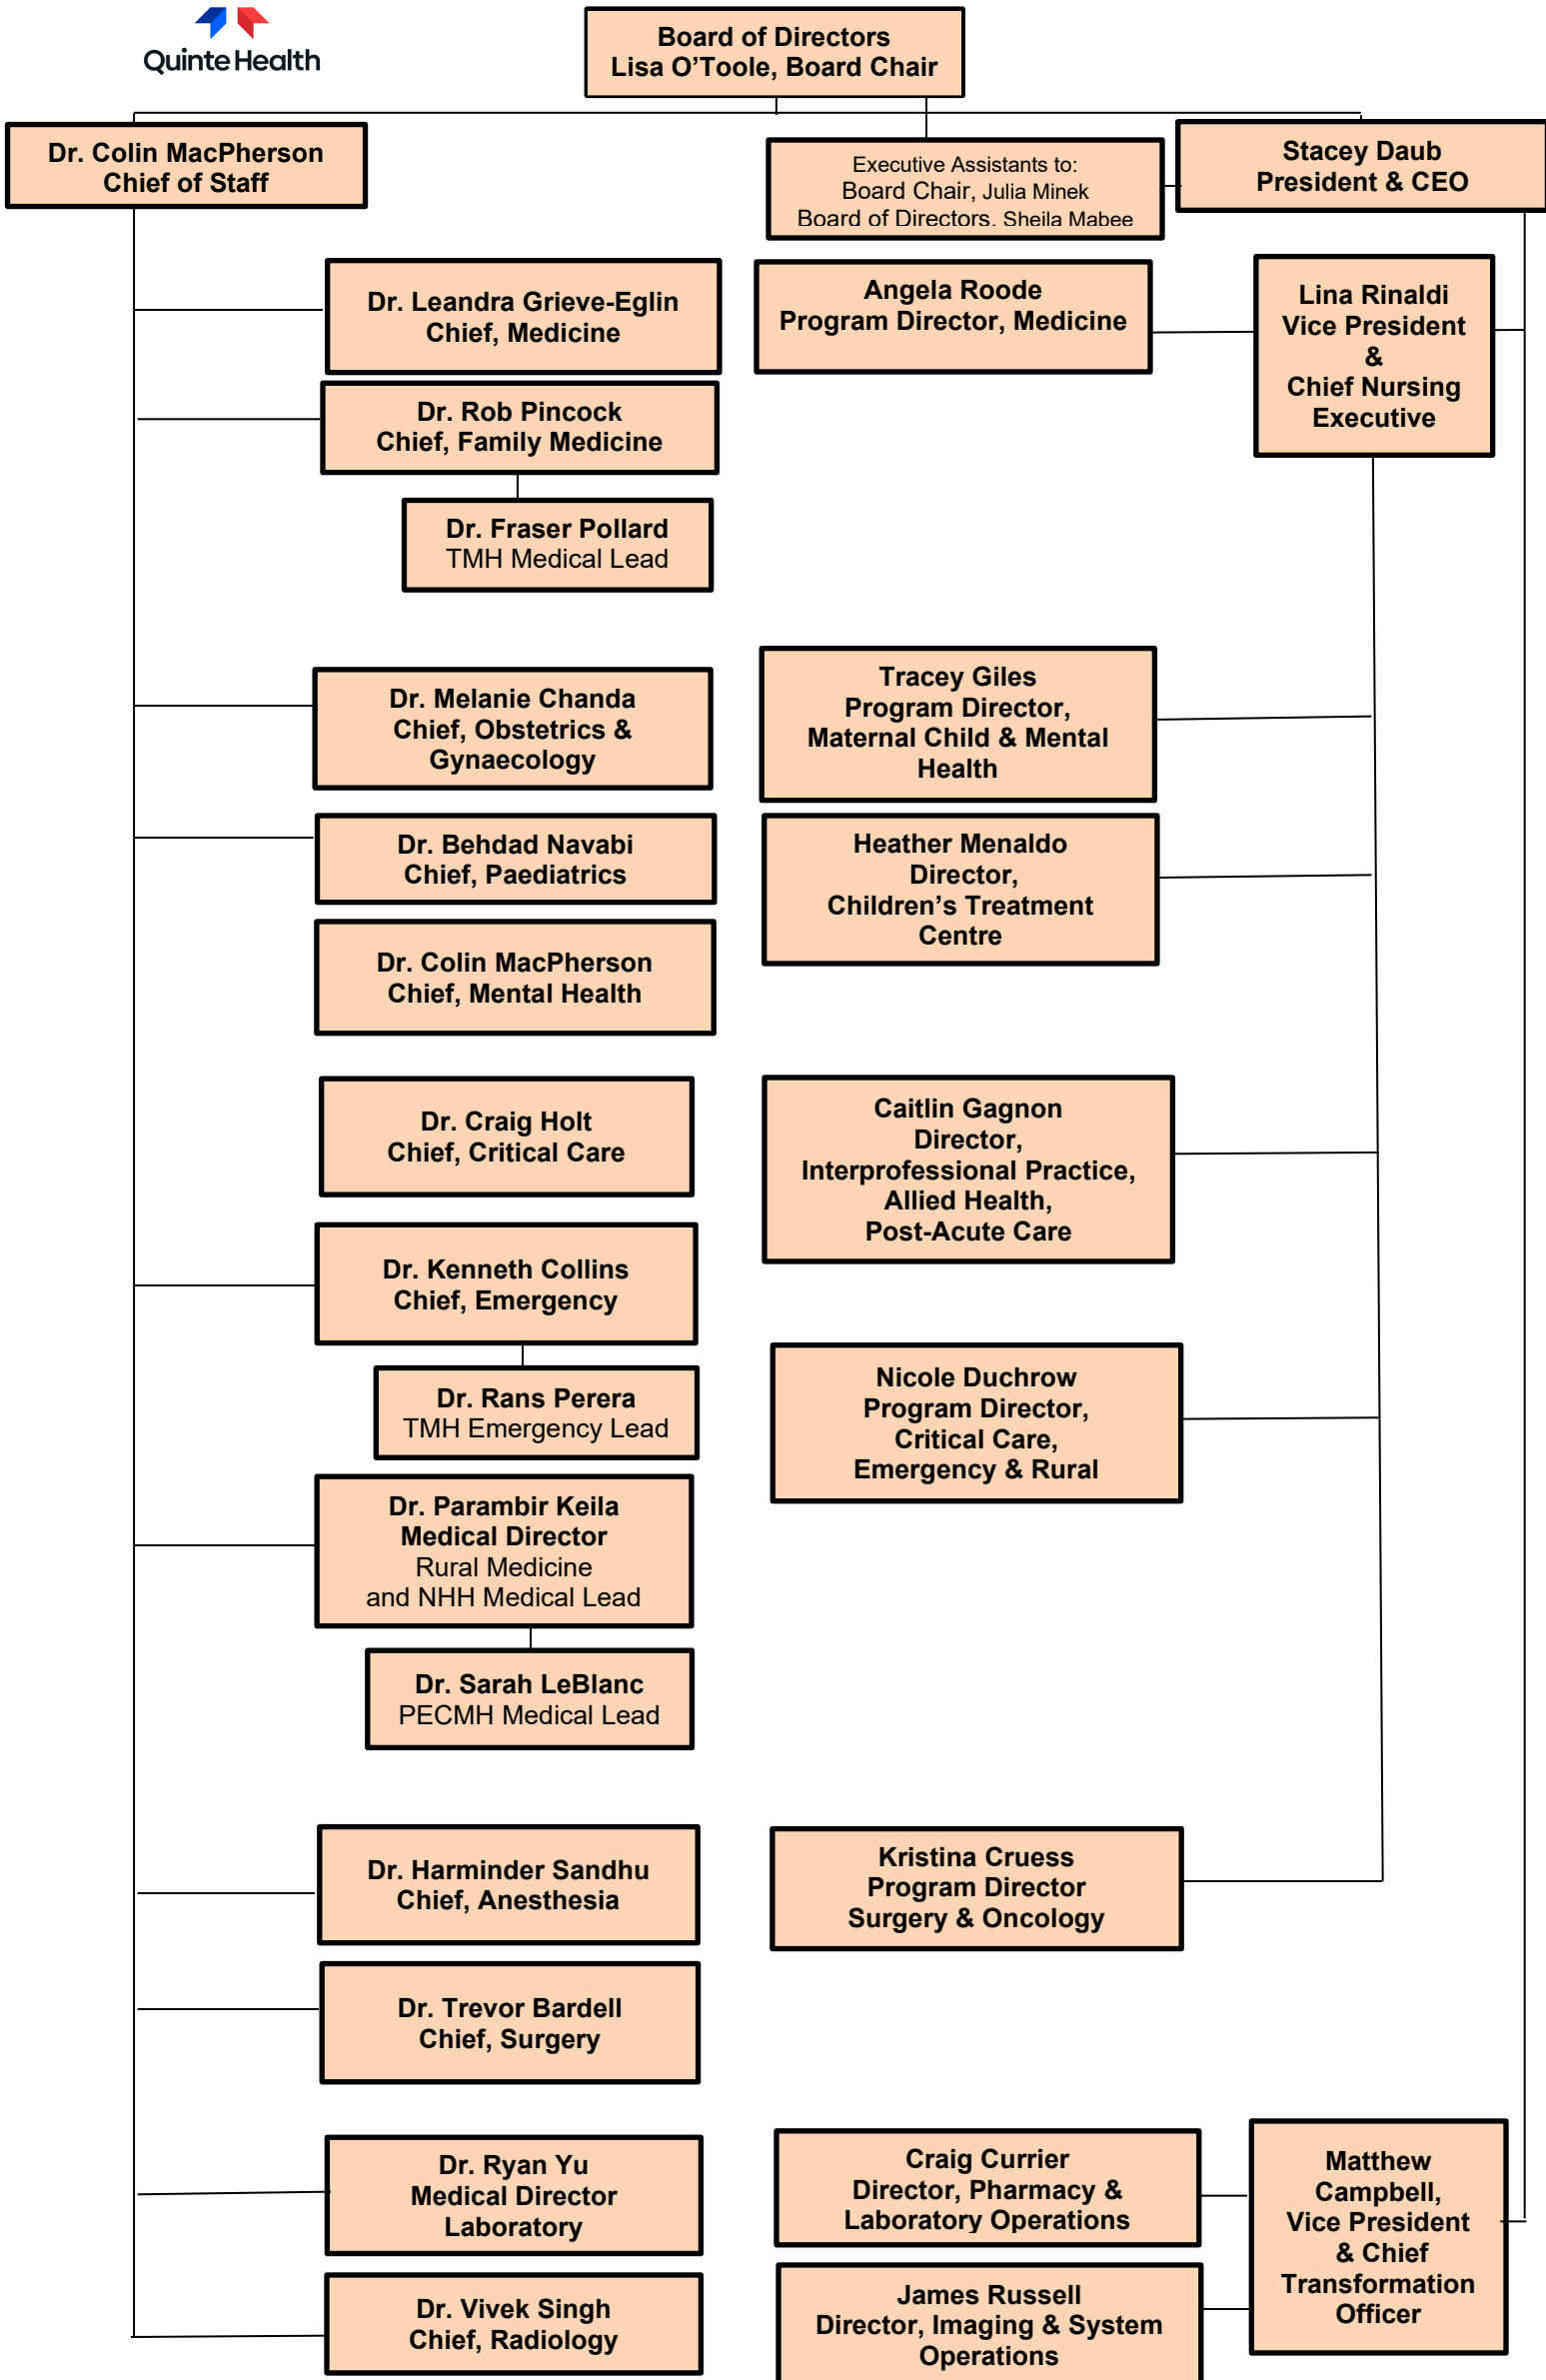 Quinte Health
Board of Directors
Lisa O'Toole, Board Chair
Dr. Colin MacPherson
Chief of Staff
Executive Assistants to:
Board Chair, Julia Minek
Board of Directors, Sheila Mabee
Stacey Daub
President & CEO
Dr. Leandra Grieve-Eglin
Chief, Medicine
Angela Roode
Program Director, Medicine
Lina Rinaldi
Vice President
&
Chief Nursing
Executive
Dr. Rob Pincock
Chief, Family Medicine
Dr. Fraser Pollard
TMH Medical Lead
Dr. Melanie Chanda
Chief, Obstetrics &
Gynaecology
Tracey Giles
Program Director,
Maternal Child & Mental
Health
Dr. Behdad Navabi
Chief, Paediatrics
Heather Menaldo
Director,
Children's Treatment
Centre
Dr. Colin MacPherson
Chief, Mental Health
Dr. Craig Holt
Chief, Critical Care
Caitlin Gagnon
Director,
Interprofessional Practice,
Allied Health,
Post-Acute Care
Dr. Kenneth Collins
Chief, Emergency
Dr. Rans Perera
TMH Emergency Lead
Nicole Duchrow
Program Director,
Critical Care,
Emergency & Rural
Dr. Parambir Keila
Medical Director
Rural Medicine
and NHH Medical Lead
Dr. Sarah LeBlanc
PECMH Medical Lead
Dr. Harminder Sandhu
Chief, Anesthesia
Kristina Cruess
Program Director
Surgery & Oncology
Dr. Trevor Bardell
Chief, Surgery
Dr. Ryan Yu
Medical Director
Laboratory
Craig Currier
Director, Pharmacy &
Laboratory Operations
Matthew
Campbell,
Vice President
& Chief
Transformation
Officer
Dr. Vivek Singh
Chief, Radiology
James Russell
Director, Imaging & System
Operations